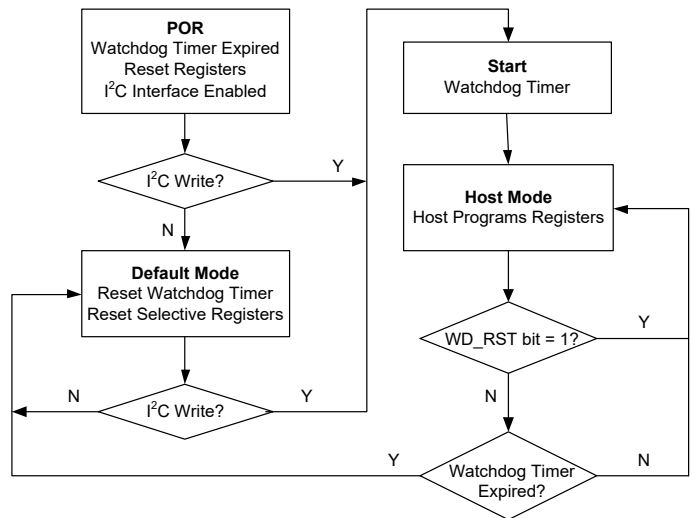 POR
Watchdog Timer Expired
Reset Registers
I²C Interface Enabled
I²C Write?
Y
N
Default Mode
Reset Watchdog Timer
Reset Selective Registers
I²C Write?
N
Y
Start
Watchdog Timer
Host Mode
Host Programs Registers
WD_RST bit = 1?
Y
N
Watchdog Timer
Expired?
Y
N